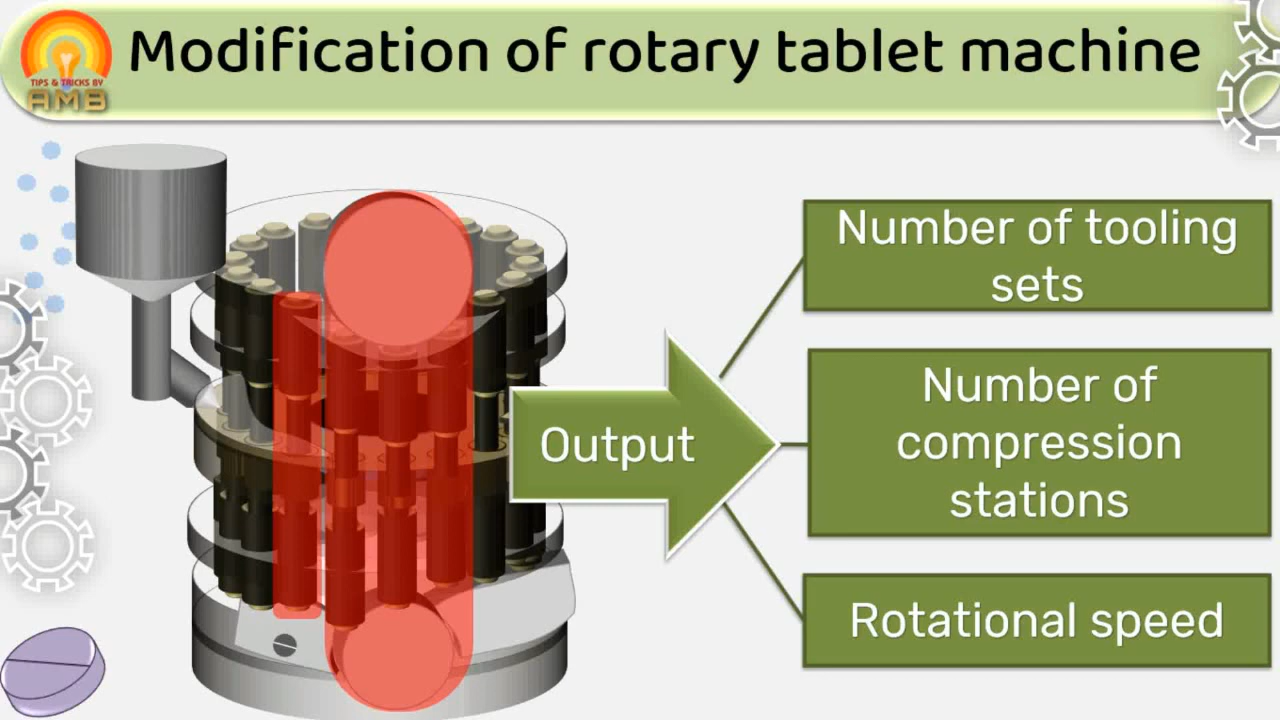 Modification of rotary tablet machine
TIPS & TRICKS BY
AMB
Number of tooling
sets
Number of
compression
stations
Output
Rotational speed